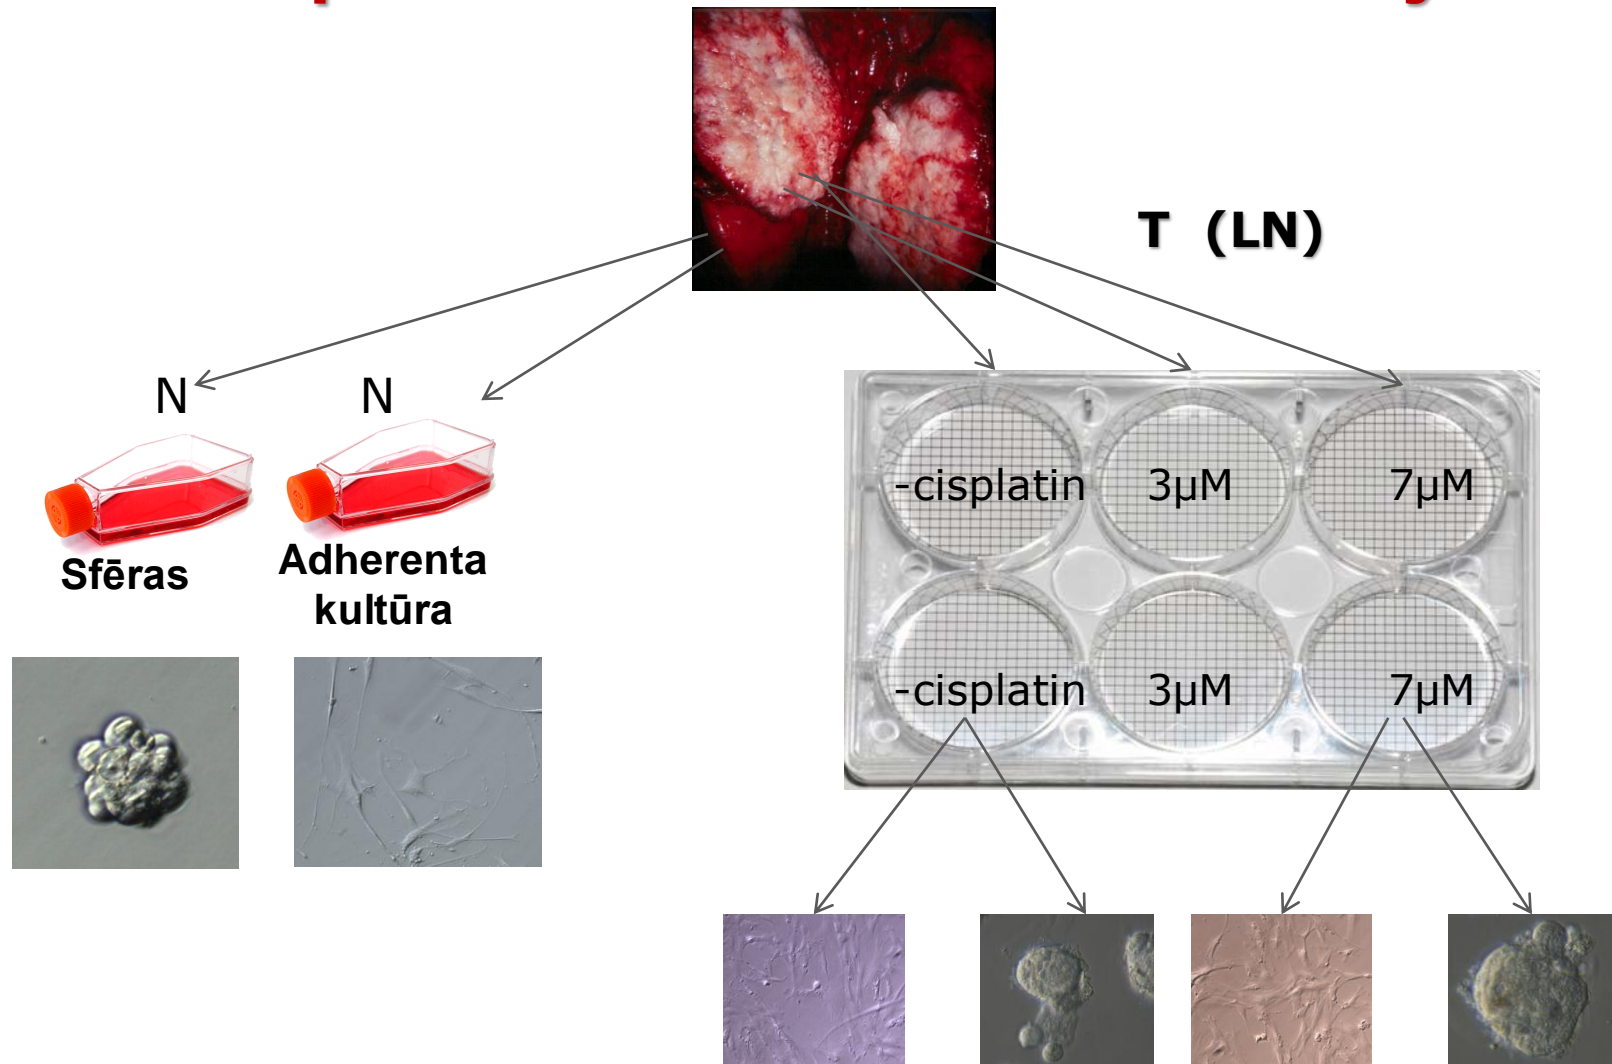 T (LN)
N
N
Sfēras
Adherenta
kultūra
-cisplatin
3µM
7µM
-cisplatin
3µM
7µM